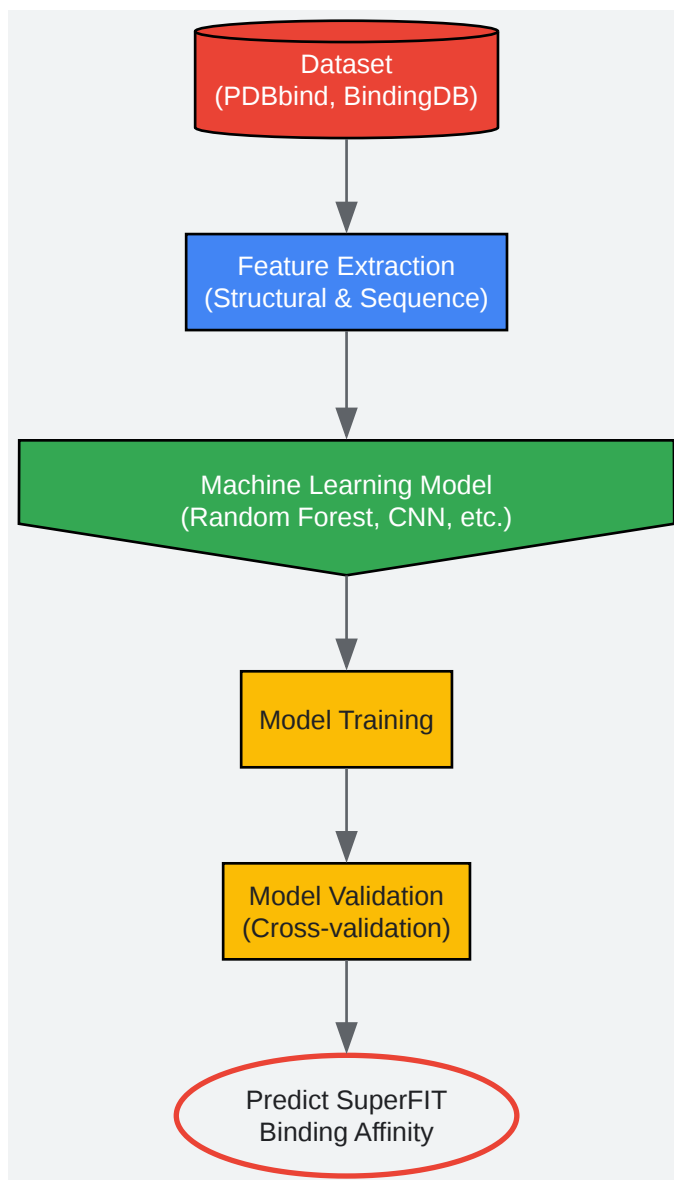 Dataset
(PDBbind, BindingDB)
Feature Extraction
(Structural & Sequence)
Machine Learning Model
(Random Forest, CNN, etc.)
Model Training
Model Validation
(Cross-validation)
Predict SuperFIT
Binding Affinity